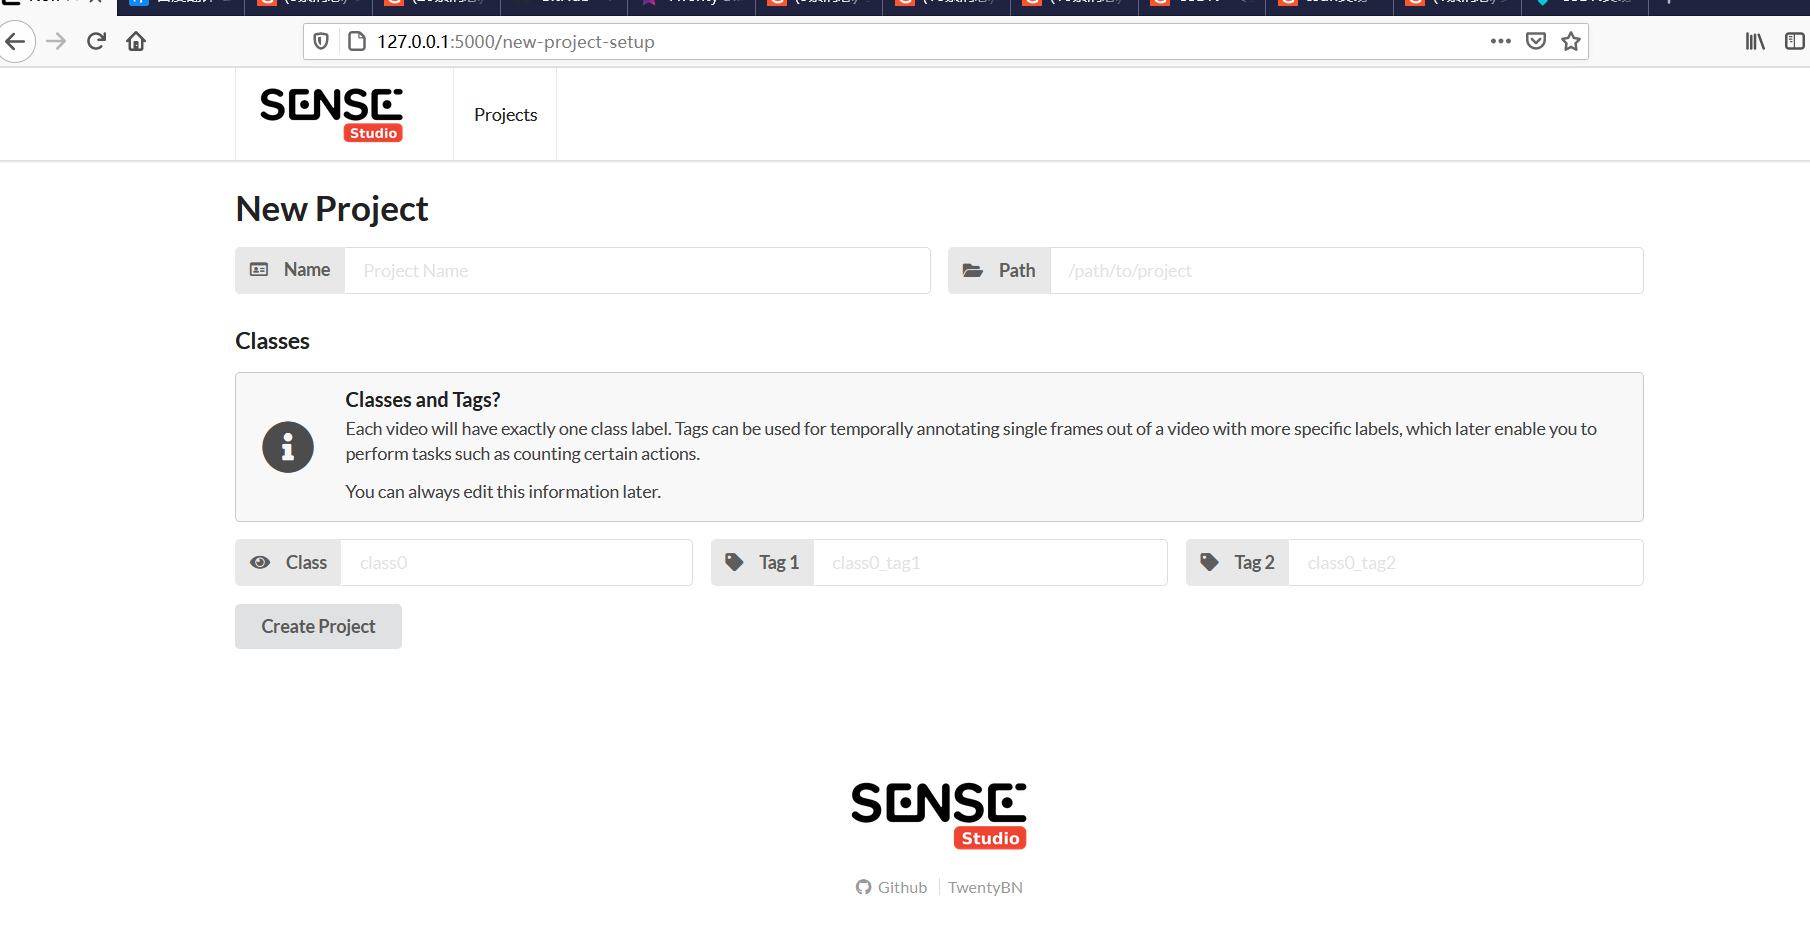 127.0.0.1:5000/new-project-setup
SENSE
Studio
Projects
New Project
Name
Project Name
Path
/path/to/project
Classes
Classes and Tags?
Each video will have exactly one class label. Tags can be used for temporally annotating single frames out of a video with more specific labels, which later enable you to
perform tasks such as counting certain actions.
You can always edit this information later.
Class
class0
Tag 1
class0_tag1
Tag 2
class0_tag2
Create Project
SENSE
Studio
Github
TwentyBN